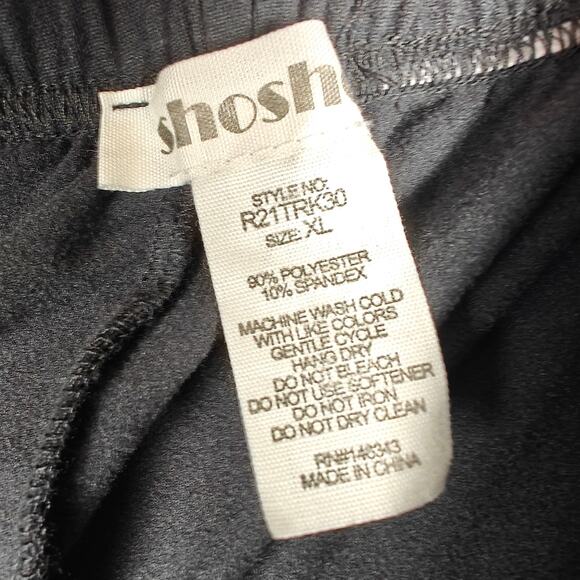 shosh
STYLE NO:
R21TRK30
SIZE: XL
90% POLYESTER
10% SPANDEX
MACHINE WASH COLD
WITH LIKE COLORS
GENTLE CYCLE
HANG DRY
DO NOT BLEACH
DO NOT USE SOFTENER
DO NOT IRON
DO NOT DRY CLEAN
RN#146343
MADE IN CHINA